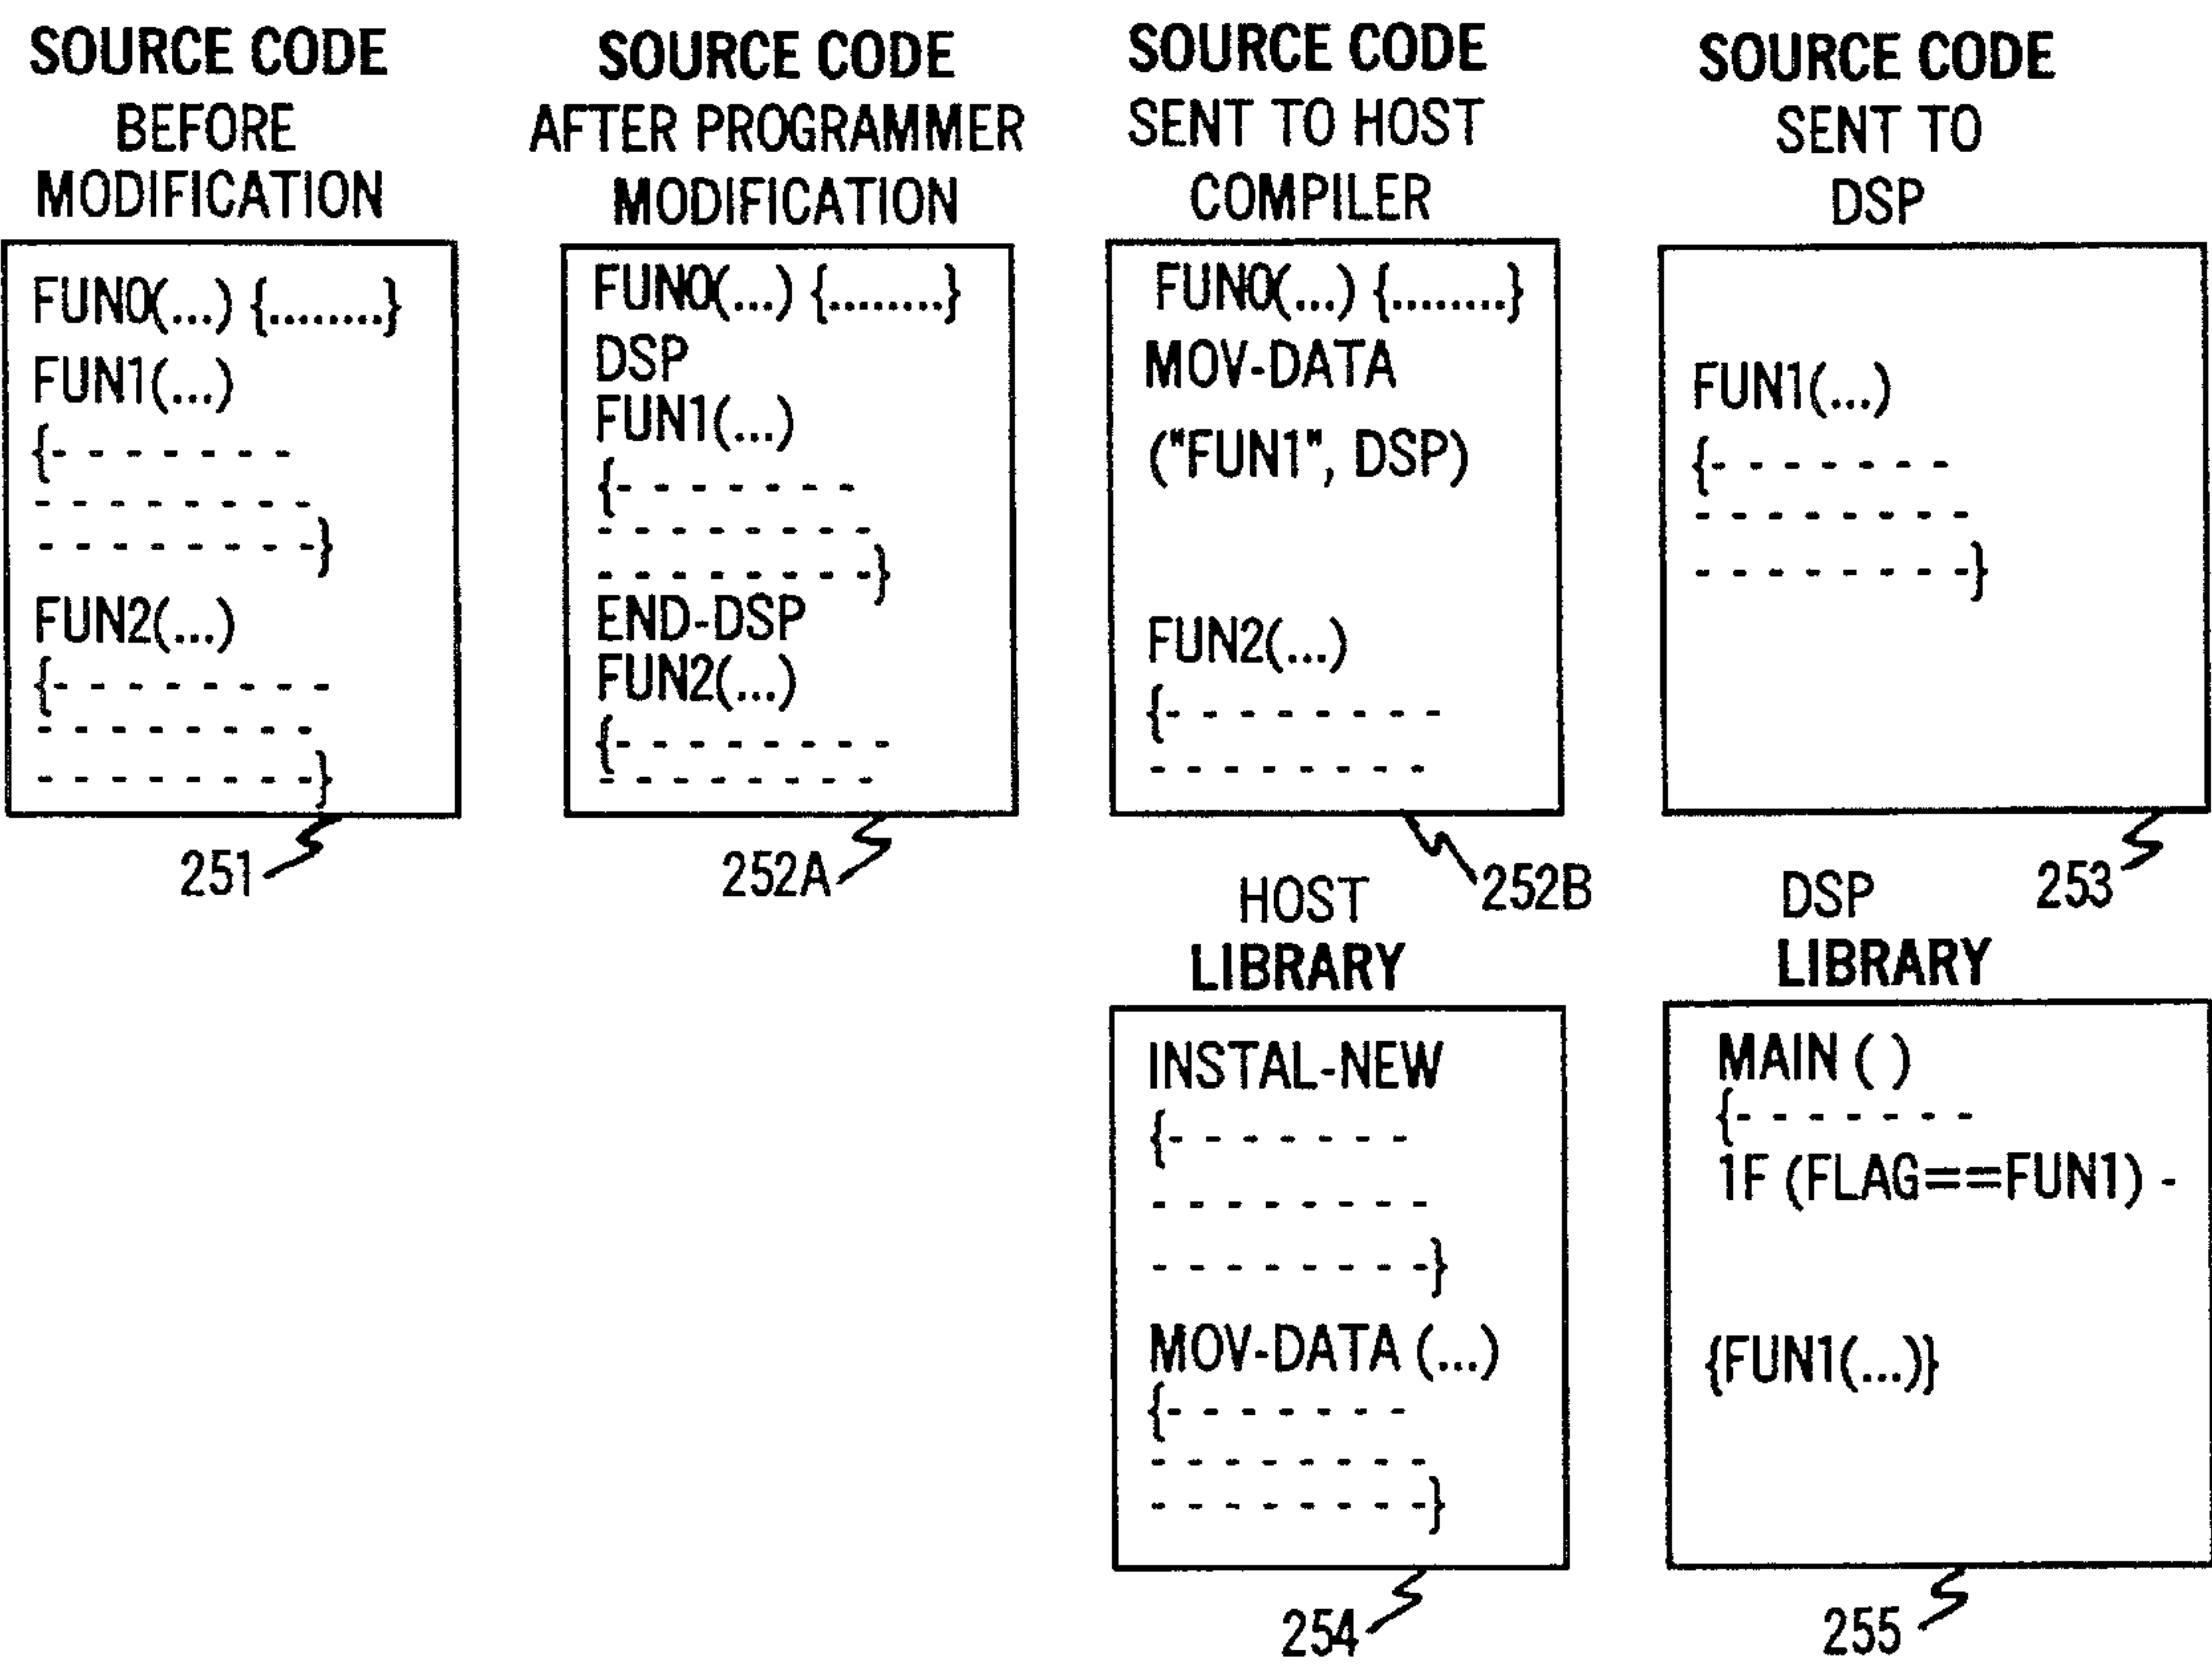 SOURCE CODE
BEFORE
MODIFICATION
FUN0(...) {........}
FUN1(...)
{- - - - - - -
- - - - - - - -
- - - - - - - -}
FUN2(...)
{- - - - - - - -
- - - - - - - -
- - - - - - - -}
251
SOURCE CODE
AFTER PROGRAMMER
MODIFICATION
FUN0(...) {........}
DSP
FUN1(...)
{- - - - - - -
- - - - - - - -
- - - - - - - -}
END-DSP
FUN2(...)
{- - - - - - - -
- - - - - - - -
252A
SOURCE CODE
SENT TO HOST
COMPILER
FUN0(...) {........}
MOV-DATA
("FUN1", DSP)
FUN2(...)
{- - - - - - - -
- - - - - - - -
252B
SOURCE CODE
SENT TO
DSP
FUN1(...)
{- - - - - - -
- - - - - - - -
- - - - - - - -}
253
HOST
LIBRARY
INSTAL-NEW
{- - - - - - -
- - - - - - - -
- - - - - - - -}
MOV-DATA (...)
{- - - - - - -
- - - - - - - -
- - - - - - - -}
254
DSP
LIBRARY
MAIN ( )
{- - - - - - -
1F (FLAG==FUN1) -
{FUN1(...)}
255